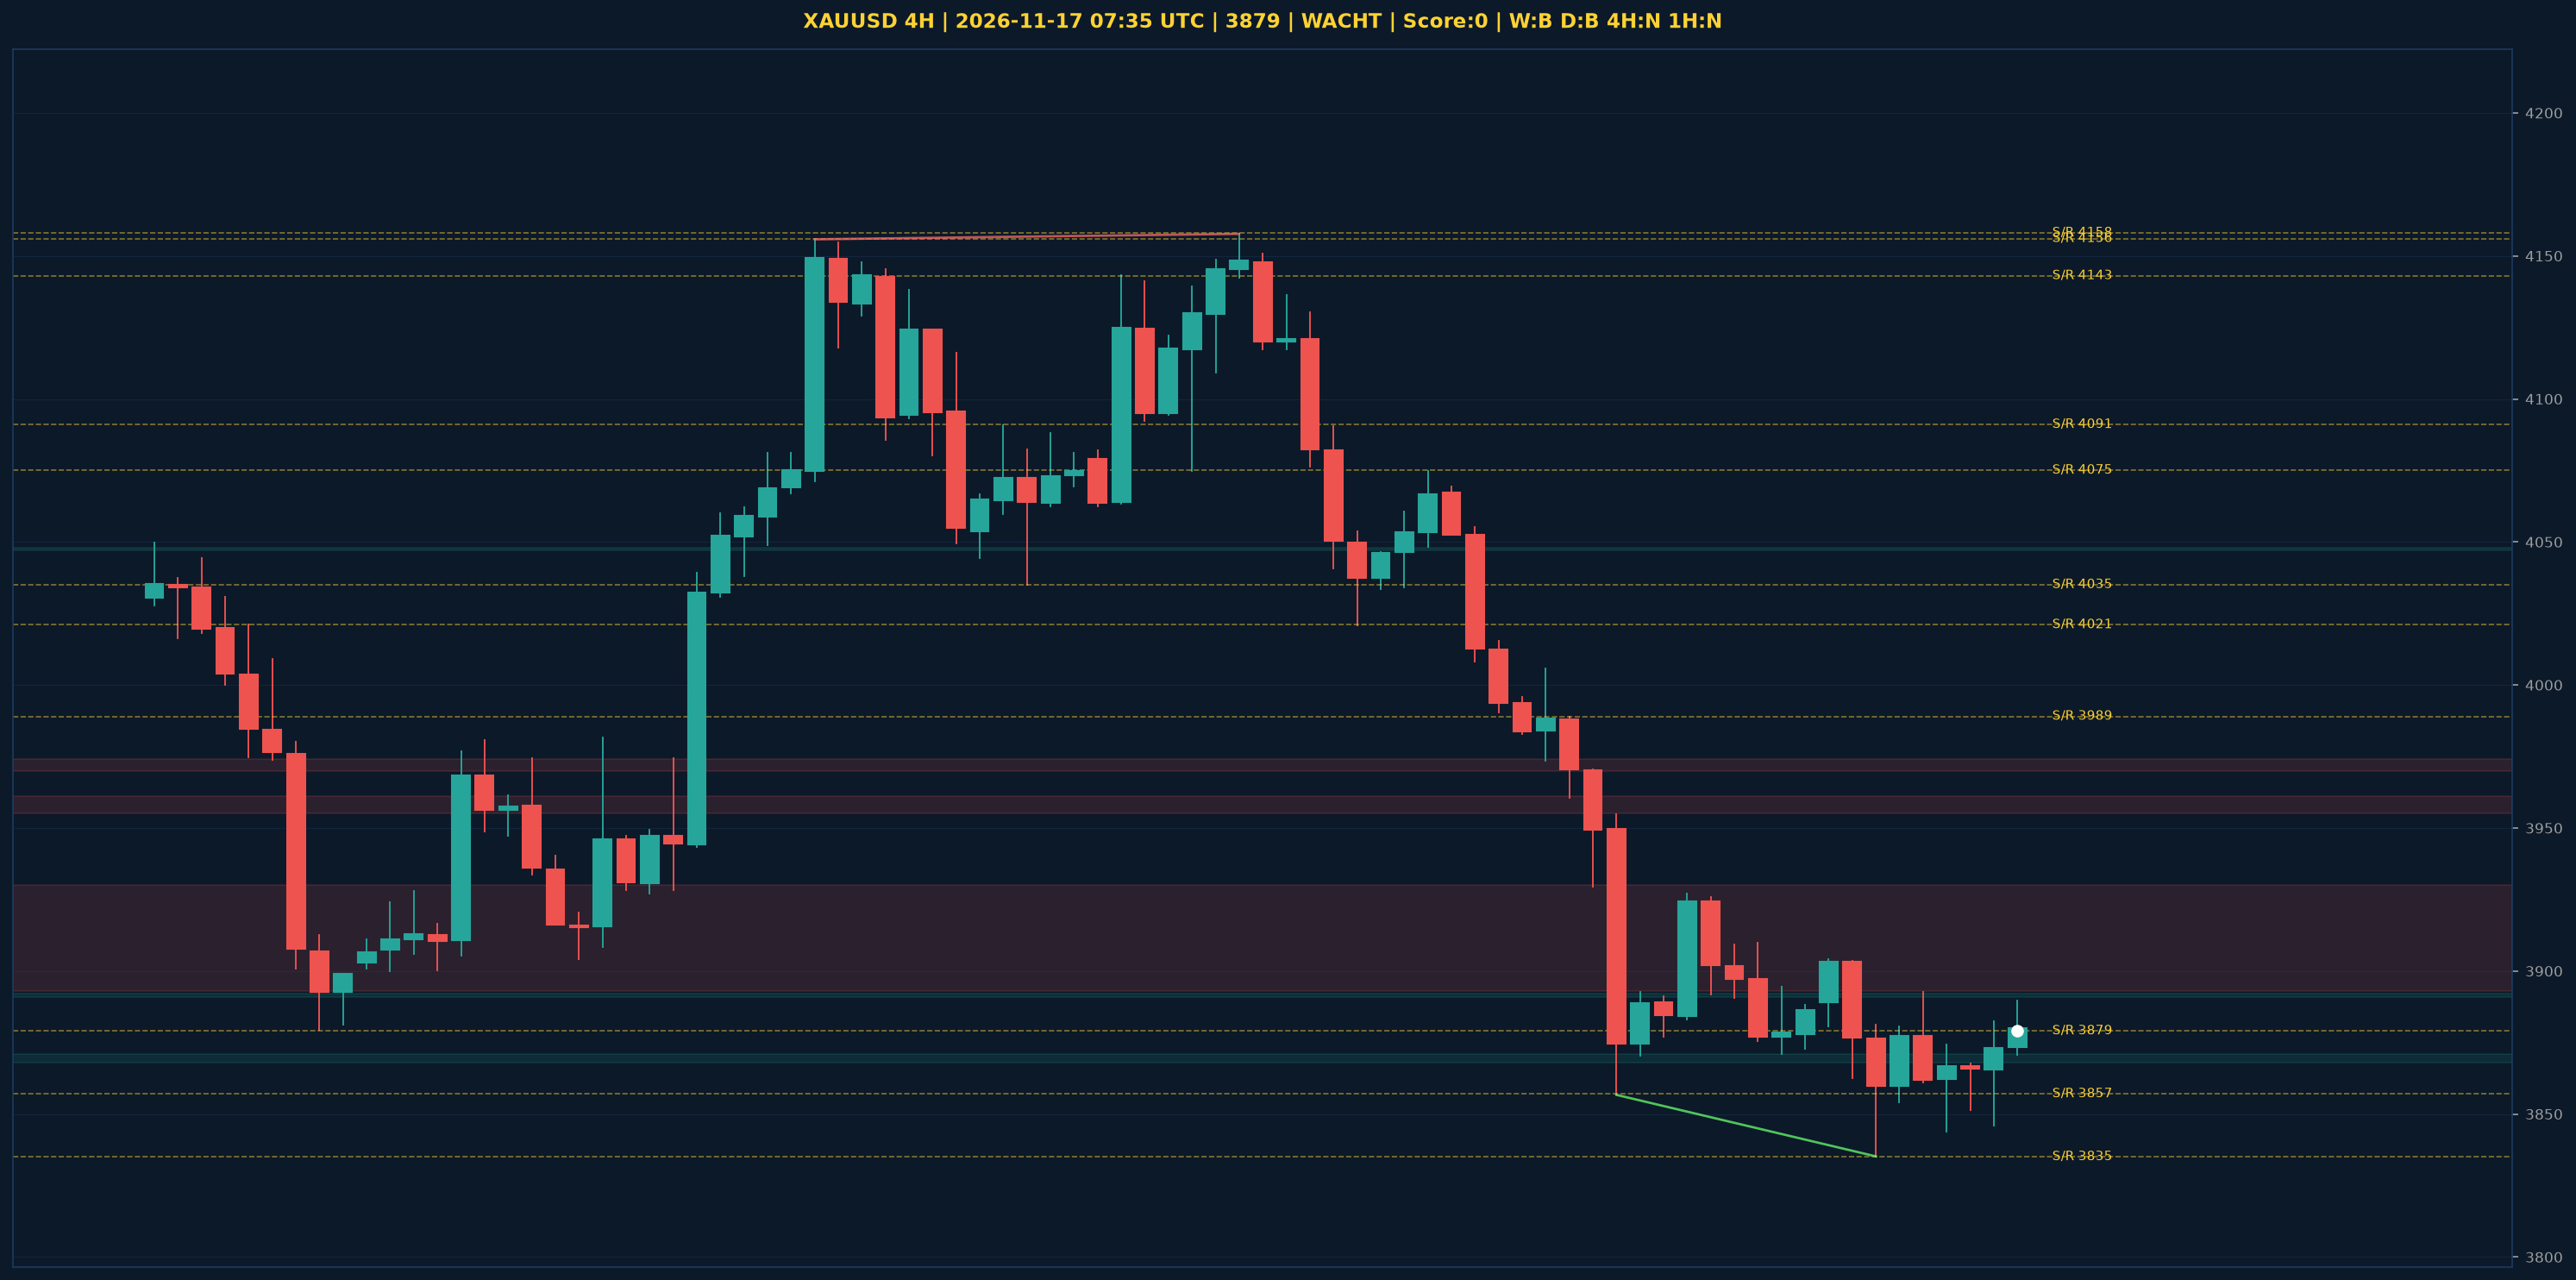 XAUUSD 4H | 2026-11-17 07:35 UTC | 3879 | WACHT | Score:0 | W:B D:B 4H:N 1H:N
4200
S/R 4158
S/R 4156
4150
S/R 4143
4100
S/R 4091
S/R 4075
4050
S/R 4035
S/R 4021
4000
S/R 3989
3950
3900
S/R 3879
S/R 3857
3850
S/R 3835
3800